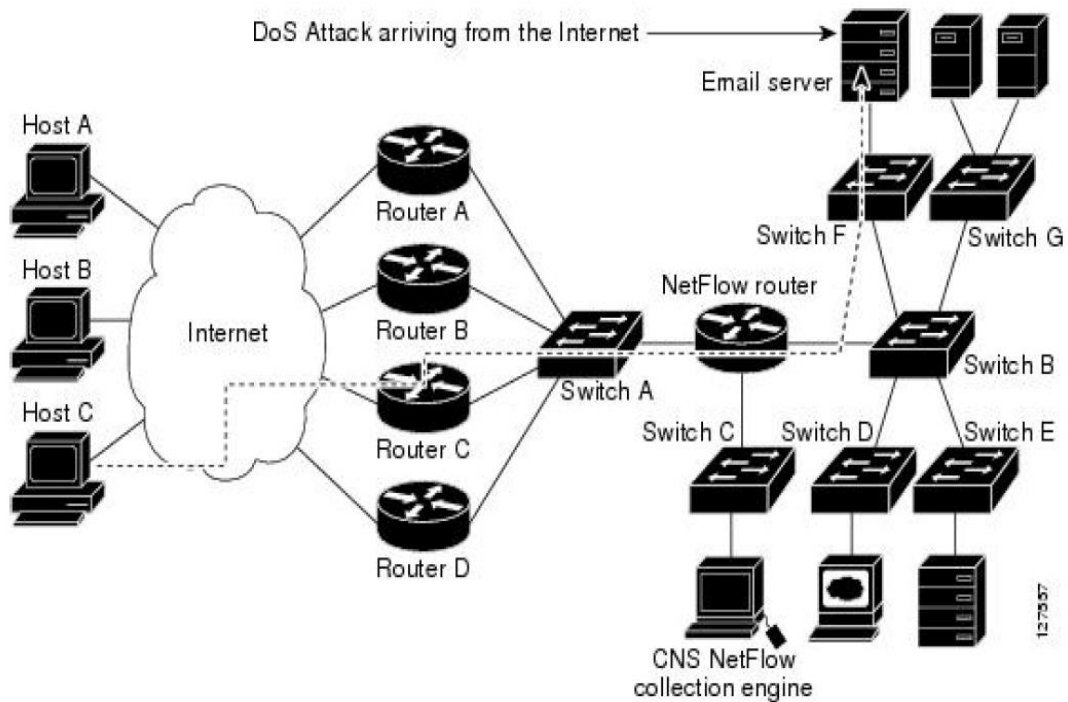 DoS Attack arriving from the Internet
Email server
Host A
Router A
Switch F
Switch G
Host B
Router B
NetFlow router
Internet
Switch A
Switch B
Host C
Router C
Switch C
Switch D
Switch E
Router D
CNS NetFlow
collection engine
127557